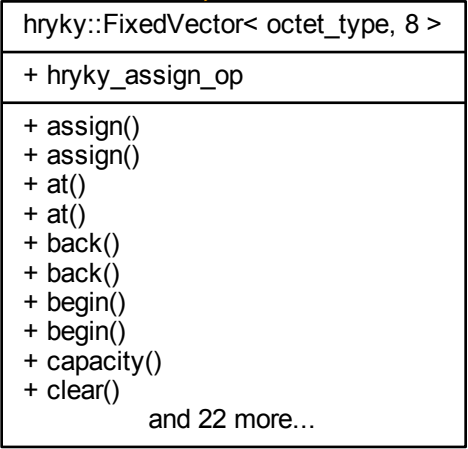 hryky::FixedVector< octet_type, 8 >
+ hryky_assign_op
+ assign()
+ assign()
+ at()
+ at()
+ back()
+ back()
+ begin()
+ begin()
+ capacity()
+ clear()
and 22 more...